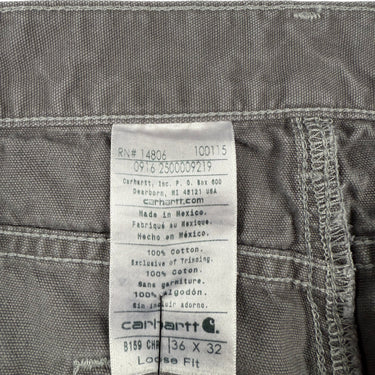 RN# 14806 100115
0916 2500009219
Carhartt, Inc. P. O. Box 600
Dearborn, MI 48121 USA
carhartt.com
Made in Mexico.
Fabriqué au Mexique.
Hecho en México.
100% Cotton.
Exclusive of Trimming.
100% Coton.
Sans garniture.
100% algodón.
Sin incluir adorno.
carhartt
B159 CHR 36 X 32
Loose Fit